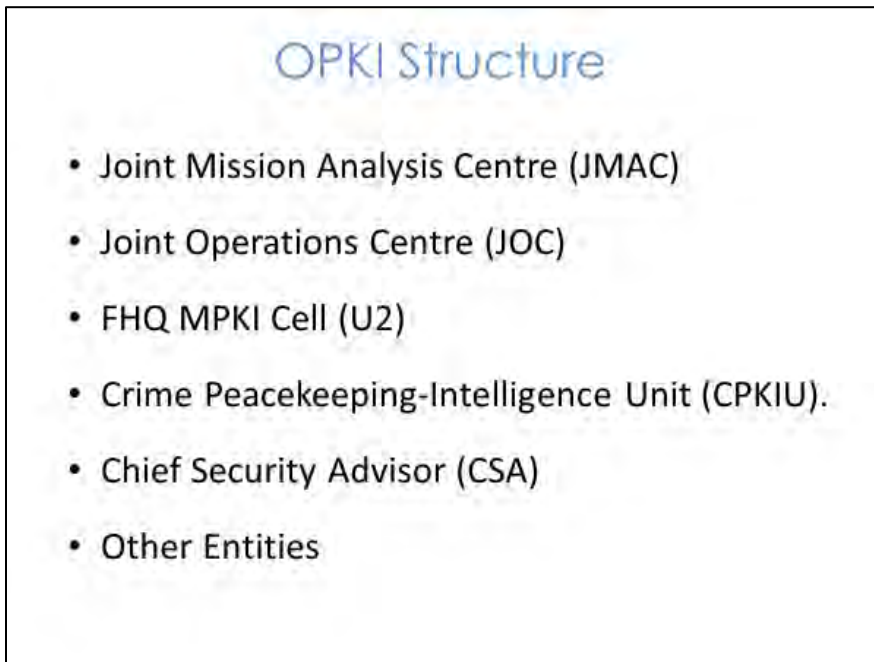 OPKI Structure
• Joint Mission Analysis Centre (JMAC)
• Joint Operations Centre (JOC)
• FHQ MPKI Cell (U2)
• Crime Peacekeeping-Intelligence Unit (CPKIU).
• Chief Security Advisor (CSA)
• Other Entities